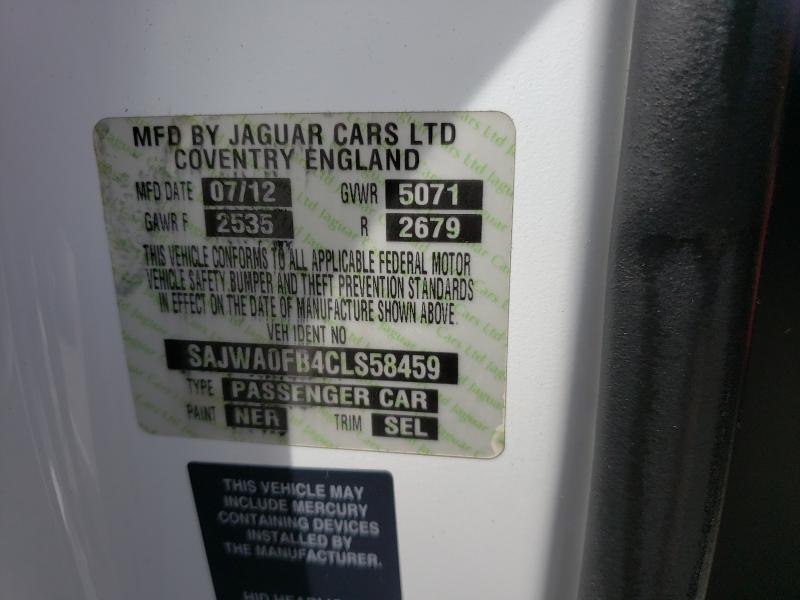 MFD BY JAGUAR CARS LTD
COVENTRY ENGLAND
MFD DATE 07/12 GVWR 5071
GAWR F 2535 R 2679
THIS VEHICLE CONFORMS TO ALL APPLICABLE FEDERAL MOTOR
VEHICLE SAFETY BUMPER AND THEFT PREVENTION STANDARDS
IN EFFECT ON THE DATE OF MANUFACTURE SHOWN ABOVE.
VEH IDENT NO
SAJWA0FB4CLS58459
TYPE PASSENGER CAR
PAINT NER TRIM SEL
THIS VEHICLE MAY
INCLUDE MERCURY
CONTAINING DEVICES
INSTALLED BY
THE MANUFACTURER.